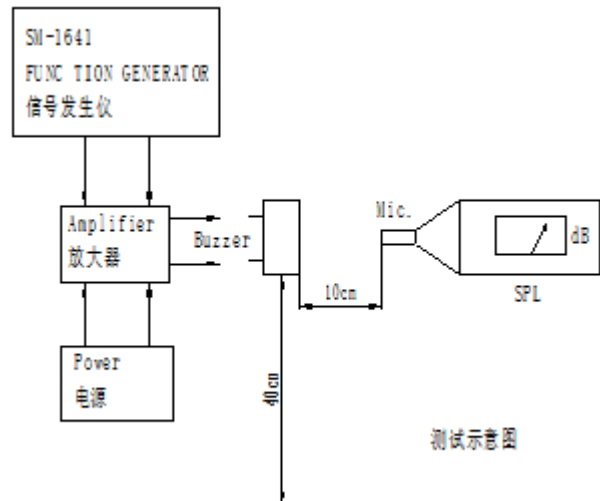 SM-1641
FUNC TION GENERATOR
信号发生仪
Amplifier
放大器
Buzzer
Mic.
dB
10cm
SPL
Power
电源
40cm
测试示意图